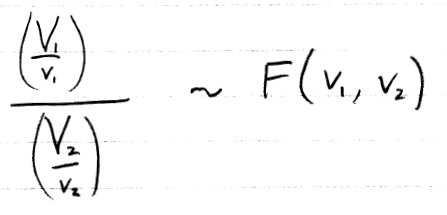 (V₁/v₁)/(V₂/v₂) ~ F(v₁, v₂)